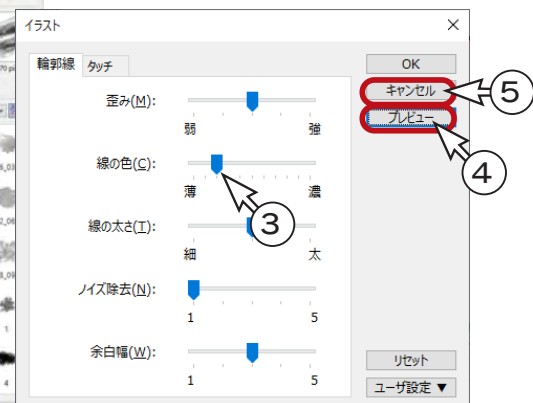 イラスト
輪郭線 タッチ
OK
キャンセル
プレビュー
歪み(M):
弱 強
線の色(C):
薄 濃
線の太さ(T):
細 太
ノイズ除去(N):
1 5
余白幅(W):
1 5
リセット
ユーザ設定 ▼
③
④
⑤
70 pi